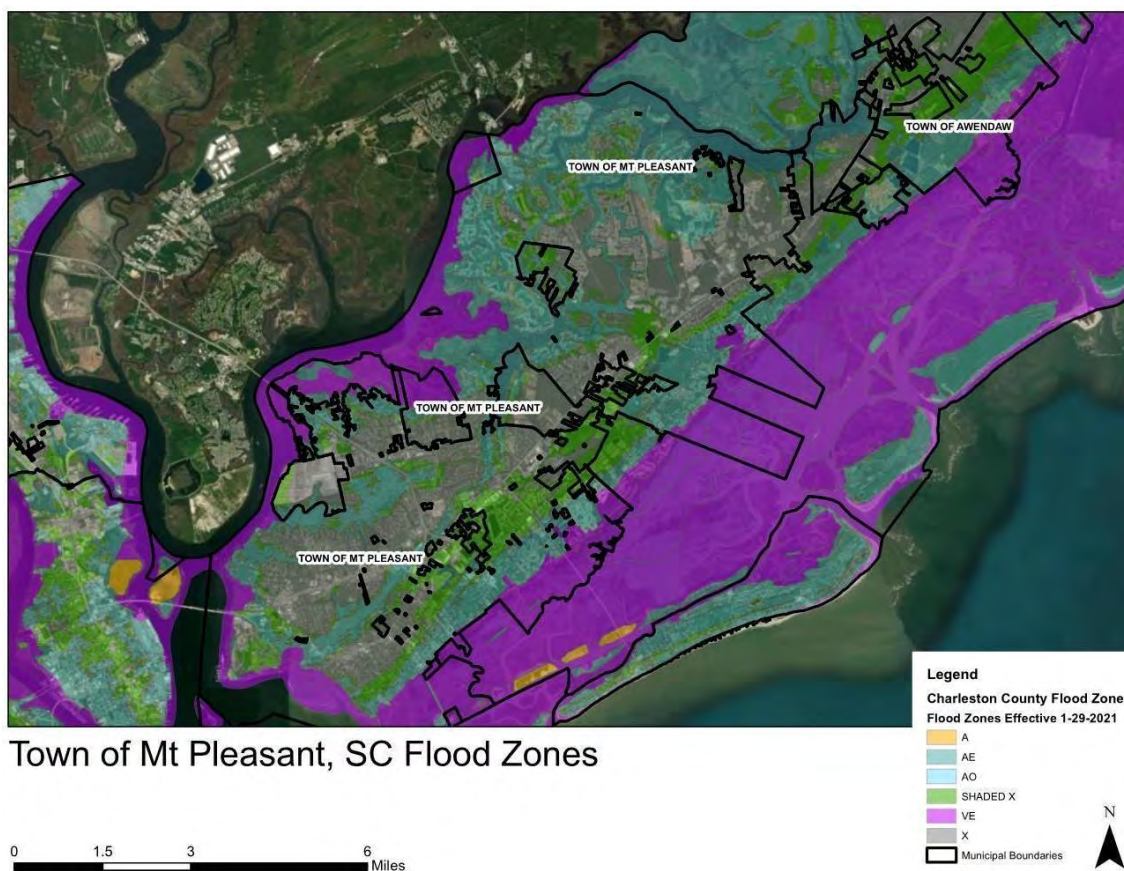 TOWN OF AWENDAW
TOWN OF MT PLEASANT
TOWN OF MT PLEASANT
TOWN OF MT PLEASANT
Town of Mt Pleasant, SC Flood Zones
0 1.5 3 6
Miles
Legend
Charleston County Flood Zone
Flood Zones Effective 1-29-2021
A
AE
AO
SHADED X
VE
X
Municipal Boundaries
N